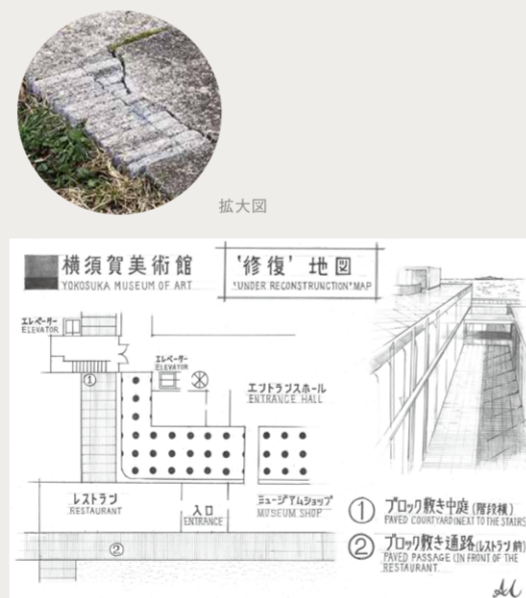 拡大図
横須賀美術館
YOKOSUKA MUSEUM OF ART
'修復' 地図
'UNDER RECONSTRUNCTION' MAP
エレベーター
ELEVATOR
①
エレベーター
ELEVATOR
エントランスホール
ENTRANCE HALL
レストラン
RESTAURANT
入口
ENTRANCE
ミュージアムショップ
MUSEUM SHOP
②
① ブロック敷き中庭 (階段横)
PAVED COURTYARD (NEXT TO THE STAIRS)
② ブロック敷き通路 (レストラン前)
PAVED PASSAGE (IN FRONT OF THE
RESTAURANT